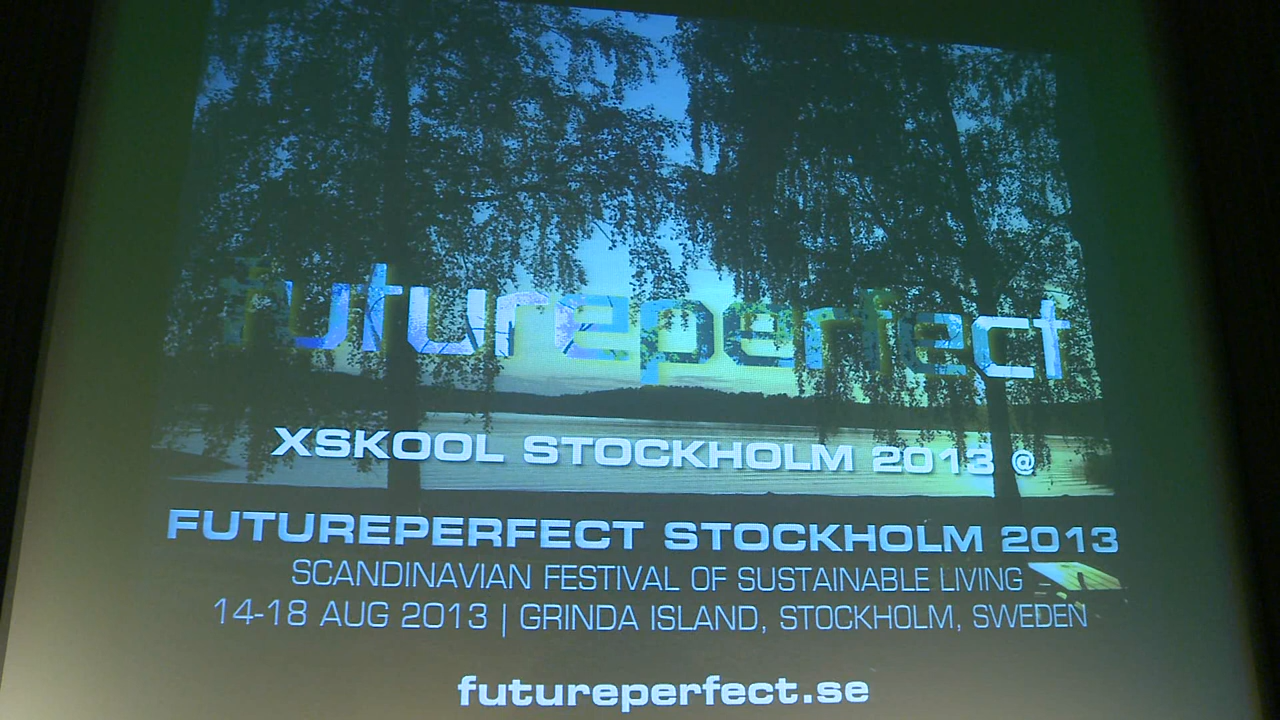 futureperfect
XSKOOL STOCKHOLM 2013 @
FUTUREPERFECT STOCKHOLM 2013
SCANDINAVIAN FESTIVAL OF SUSTAINABLE LIVING
14-18 AUG 2013 | GRINDA ISLAND, STOCKHOLM, SWEDEN
futureperfect.se